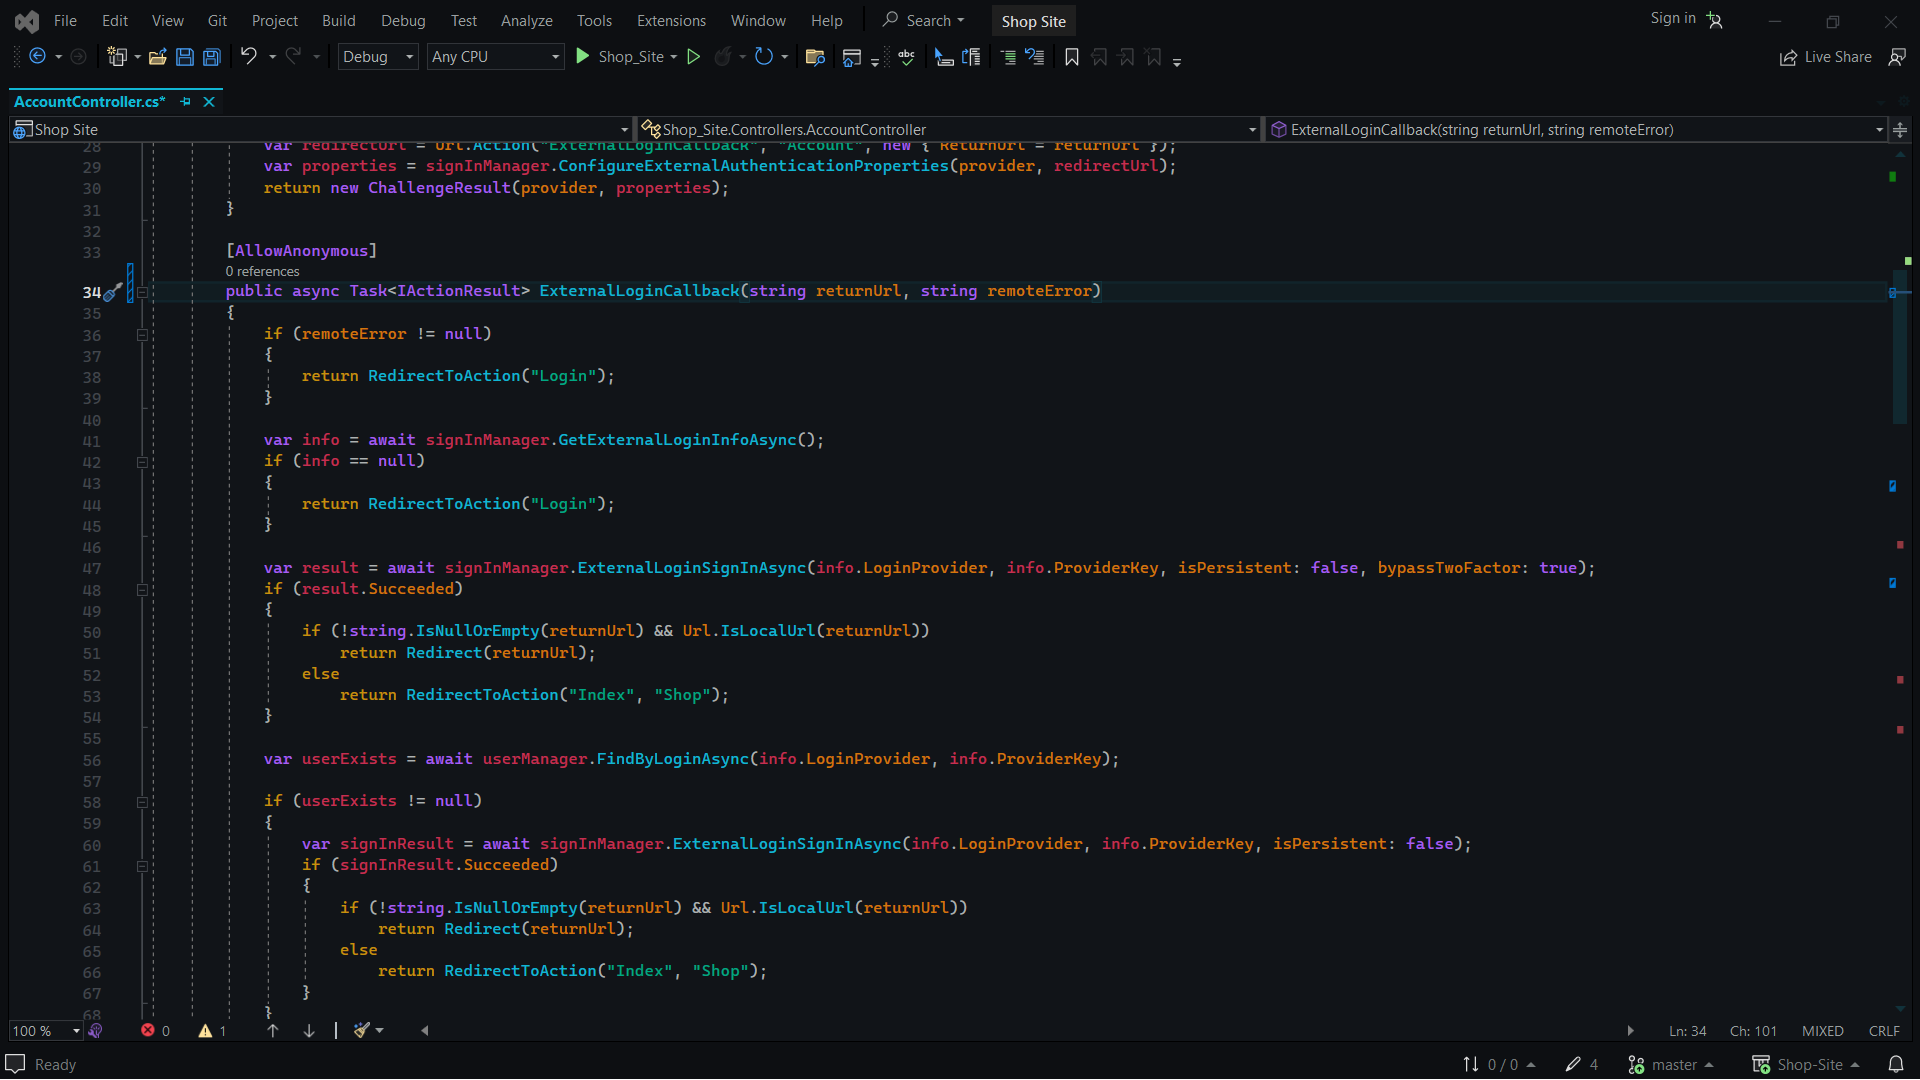 File Edit View Git Project Build Debug Test Analyze Tools Extensions Window Help Search Shop Site Sign in
Debug Any CPU Shop_Site Live Share
AccountController.cs*
Shop Site Shop_Site.Controllers.AccountController ExternalLoginCallback(string returnUrl, string remoteError)
28 var redirectUrl = Url.Action("ExternalLoginCallback", "Account", new { ReturnUrl = returnUrl });
29 var properties = signInManager.ConfigureExternalAuthenticationProperties(provider, redirectUrl);
30 return new ChallengeResult(provider, properties);
31 }
32
33 [AllowAnonymous]
0 references
34 public async Task<IActionResult> ExternalLoginCallback(string returnUrl, string remoteError)
35 {
36 if (remoteError != null)
37 {
38 return RedirectToAction("Login");
39 }
40
41 var info = await signInManager.GetExternalLoginInfoAsync();
42 if (info == null)
43 {
44 return RedirectToAction("Login");
45 }
46
47 var result = await signInManager.ExternalLoginSignInAsync(info.LoginProvider, info.ProviderKey, isPersistent: false, bypassTwoFactor: true);
48 if (result.Succeeded)
49 {
50 if (!string.IsNullOrEmpty(returnUrl) && Url.IsLocalUrl(returnUrl))
51 return Redirect(returnUrl);
52 else
53 return RedirectToAction("Index", "Shop");
54 }
55
56 var userExists = await userManager.FindByLoginAsync(info.LoginProvider, info.ProviderKey);
57
58 if (userExists != null)
59 {
60 var signInResult = await signInManager.ExternalLoginSignInAsync(info.LoginProvider, info.ProviderKey, isPersistent: false);
61 if (signInResult.Succeeded)
62 {
63 if (!string.IsNullOrEmpty(returnUrl) && Url.IsLocalUrl(returnUrl))
64 return Redirect(returnUrl);
65 else
66 return RedirectToAction("Index", "Shop");
67 }
68 }
100 % 0 1 Ln: 34 Ch: 101 MIXED CRLF
Ready 0 / 0 4 master Shop-Site